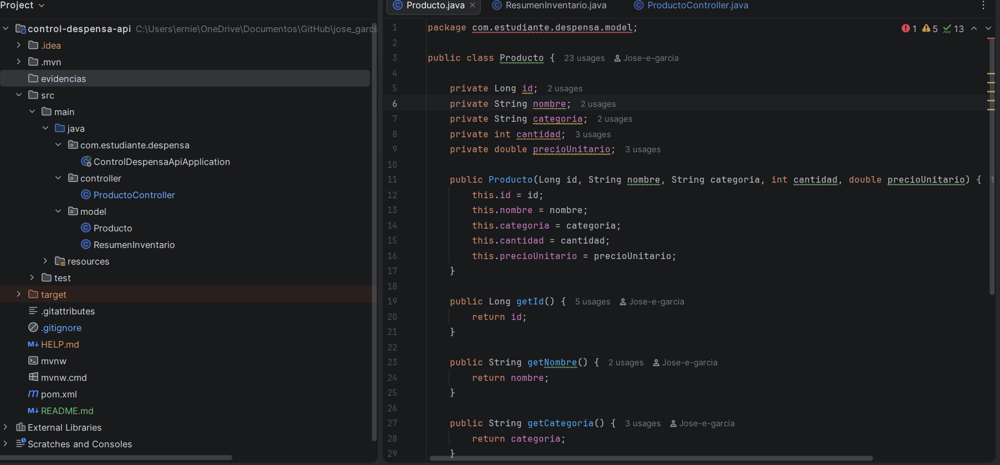 Project
control-despensa-api C:\Users\ernie\OneDrive\Documentos\GitHub\jose_garci
.idea
.mvn
evidencias
src
main
java
com.estudiante.despensa
ControlDespensaApiApplication
controller
ProductoController
model
Producto
ResumenInventario
resources
test
target
.gitattributes
.gitignore
HELP.md
mvnw
mvnw.cmd
pom.xml
README.md
External Libraries
Scratches and Consoles
Producto.java ResumenInventario.java ProductoController.java
1 package com.estudiante.despensa.model; 1 5 13
2
3 public class Producto { 23 usages Jose-e-garcia
4
5 private Long id; 2 usages
6 private String nombre; 2 usages
7 private String categoria; 2 usages
8 private int cantidad; 3 usages
9 private double precioUnitario; 3 usages
10
11 public Producto(Long id, String nombre, String categoria, int cantidad, double precioUnitario) { 1
12 this.id = id;
13 this.nombre = nombre;
14 this.categoria = categoria;
15 this.cantidad = cantidad;
16 this.precioUnitario = precioUnitario;
17 }
18
19 public Long getId() { 5 usages Jose-e-garcia
20 return id;
21 }
22
23 public String getNombre() { 2 usages Jose-e-garcia
24 return nombre;
25 }
26
27 public String getCategoria() { 3 usages Jose-e-garcia
28 return categoria;
29 }